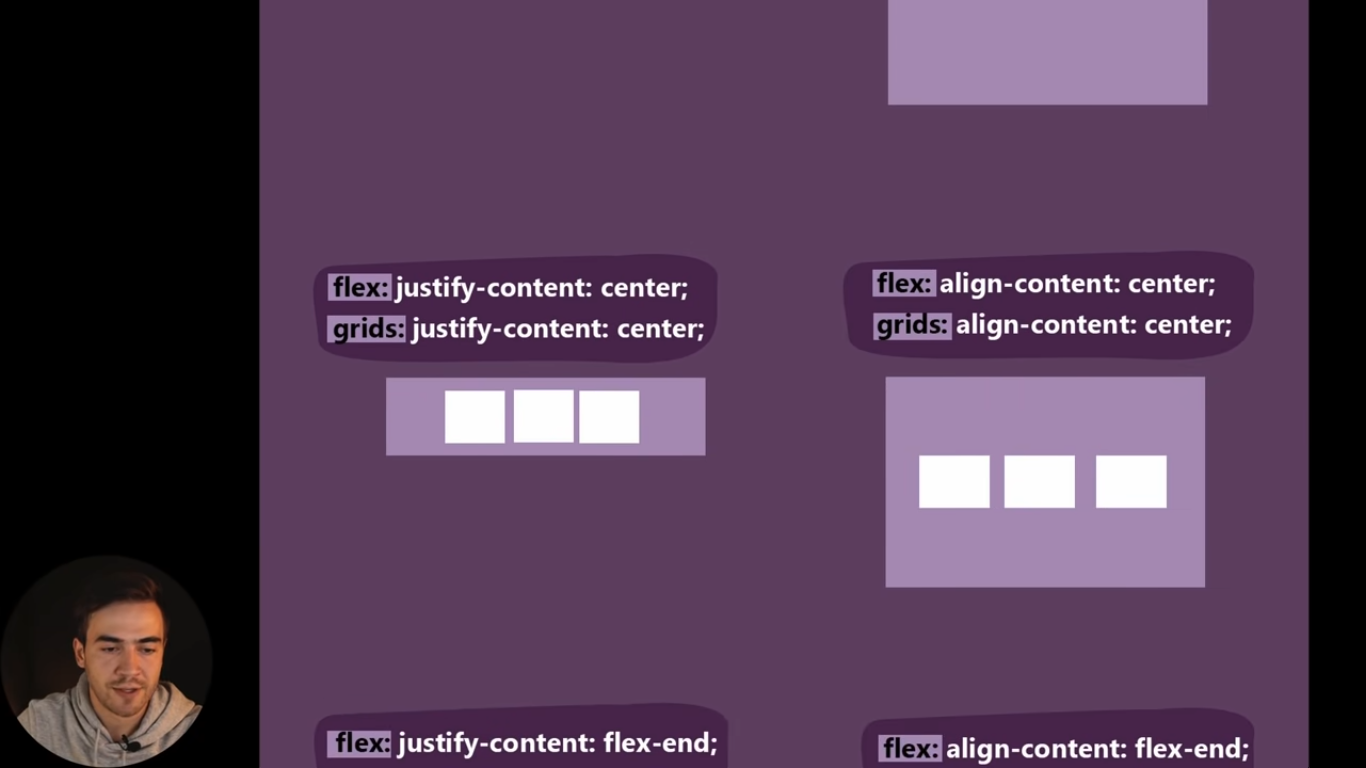 flex: justify-content: center;
grids: justify-content: center;
flex: align-content: center;
grids: align-content: center;
flex: justify-content: flex-end;
flex: align-content: flex-end;